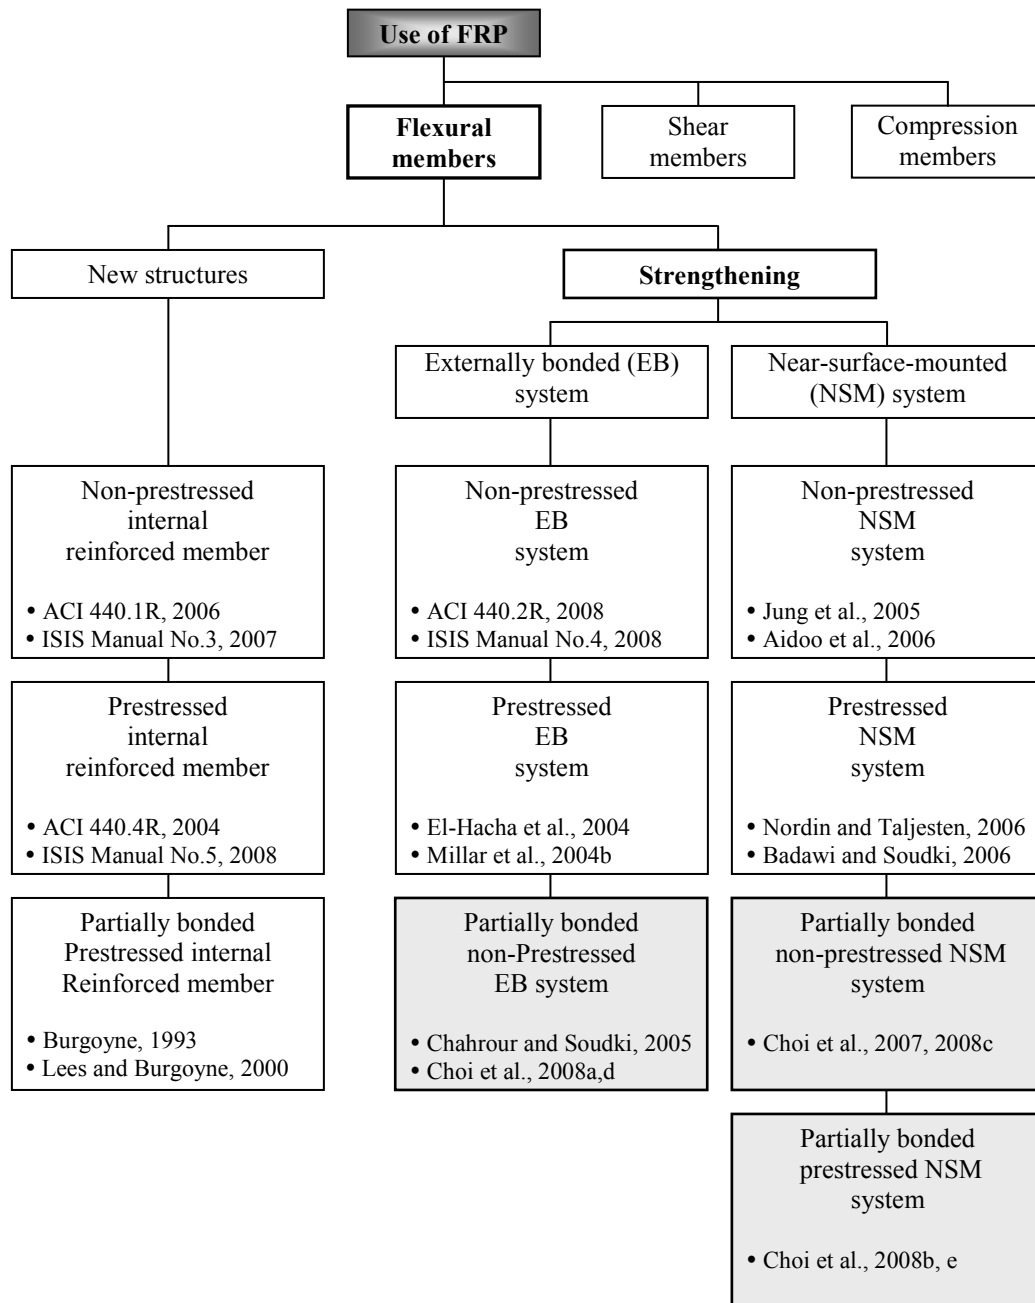 Use of FRP
Flexural
members
Shear
members
Compression
members
New structures
Strengthening
Externally bonded (EB)
system
Near-surface-mounted
(NSM) system
Non-prestressed
internal
reinforced member
• ACI 440.1R, 2006
• ISIS Manual No.3, 2007
Non-prestressed
EB
system
• ACI 440.2R, 2008
• ISIS Manual No.4, 2008
Non-prestressed
NSM
system
• Jung et al., 2005
• Aidoo et al., 2006
Prestressed
internal
reinforced member
• ACI 440.4R, 2004
• ISIS Manual No.5, 2008
Prestressed
EB
system
• El-Hacha et al., 2004
• Millar et al., 2004b
Prestressed
NSM
system
• Nordin and Taljesten, 2006
• Badawi and Soudki, 2006
Partially bonded
Prestressed internal
Reinforced member
• Burgoyne, 1993
• Lees and Burgoyne, 2000
Partially bonded
non-Prestressed
EB system
• Chahrour and Soudki, 2005
• Choi et al., 2008a,d
Partially bonded
non-prestressed NSM
system
• Choi et al., 2007, 2008c
Partially bonded
prestressed NSM
system
• Choi et al., 2008b, e